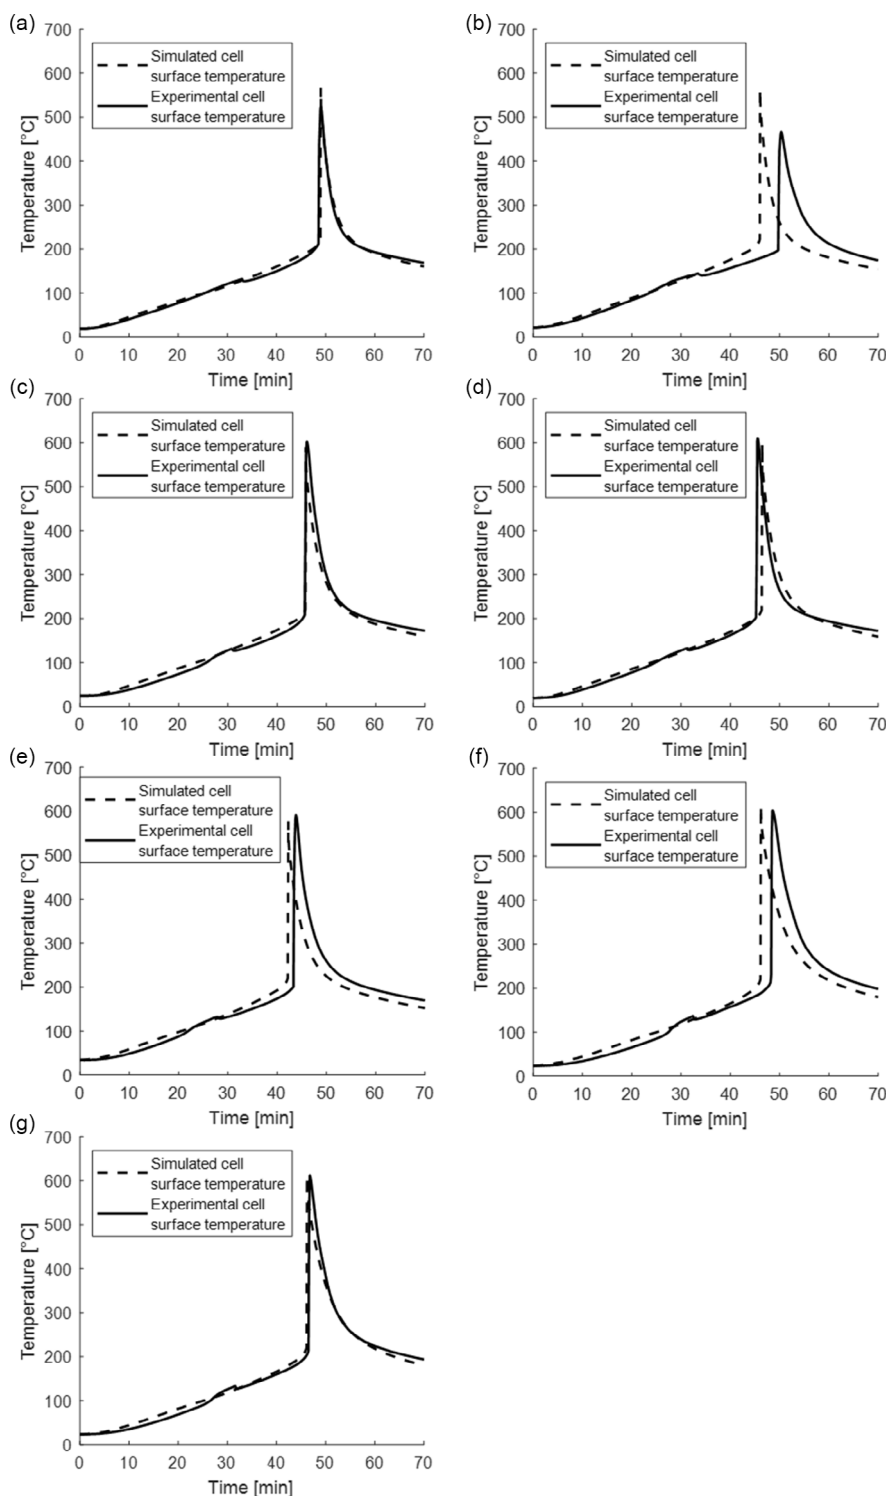 (a)
700
600
500
400
300
200
100
0
Temperature [°C]
Simulated cell
surface temperature
Experimental cell
surface temperature
0 10 20 30 40 50 60 70
Time [min]
(b)
700
600
500
400
300
200
100
0
Temperature [°C]
Simulated cell
surface temperature
Experimental cell
surface temperature
0 10 20 30 40 50 60 70
Time [min]
(c)
700
600
500
400
300
200
100
0
Temperature [°C]
Simulated cell
surface temperature
Experimental cell
surface temperature
0 10 20 30 40 50 60 70
Time [min]
(d)
700
600
500
400
300
200
100
0
Temperature [°C]
Simulated cell
surface temperature
Experimental cell
surface temperature
0 10 20 30 40 50 60 70
Time [min]
(e)
700
600
500
400
300
200
100
0
Temperature [°C]
Simulated cell
surface temperature
Experimental cell
surface temperature
0 10 20 30 40 50 60 70
Time [min]
(f)
700
600
500
400
300
200
100
0
Temperature [°C]
Simulated cell
surface temperature
Experimental cell
surface temperature
0 10 20 30 40 50 60 70
Time [min]
(g)
700
600
500
400
300
200
100
0
Temperature [°C]
Simulated cell
surface temperature
Experimental cell
surface temperature
0 10 20 30 40 50 60 70
Time [min]